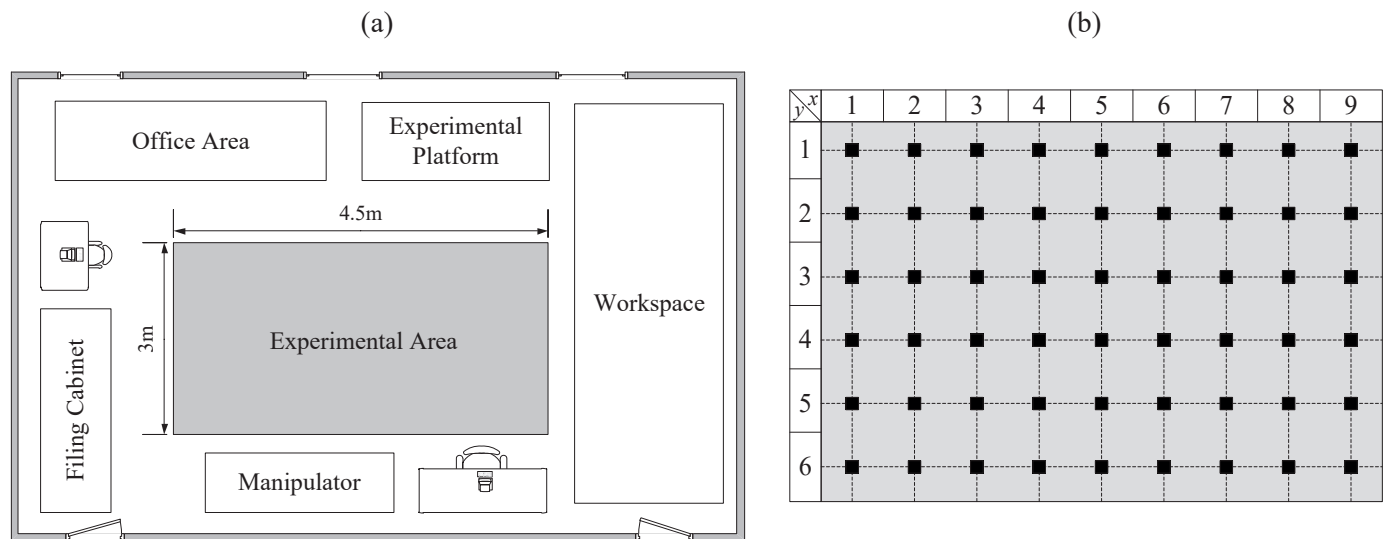 (a)
(b)
Office Area
Experimental
Platform
4.5m
3m
Experimental Area
Workspace
Filing Cabinet
Manipulator
y x 1 2 3 4 5 6 7 8 9
1
2
3
4
5
6